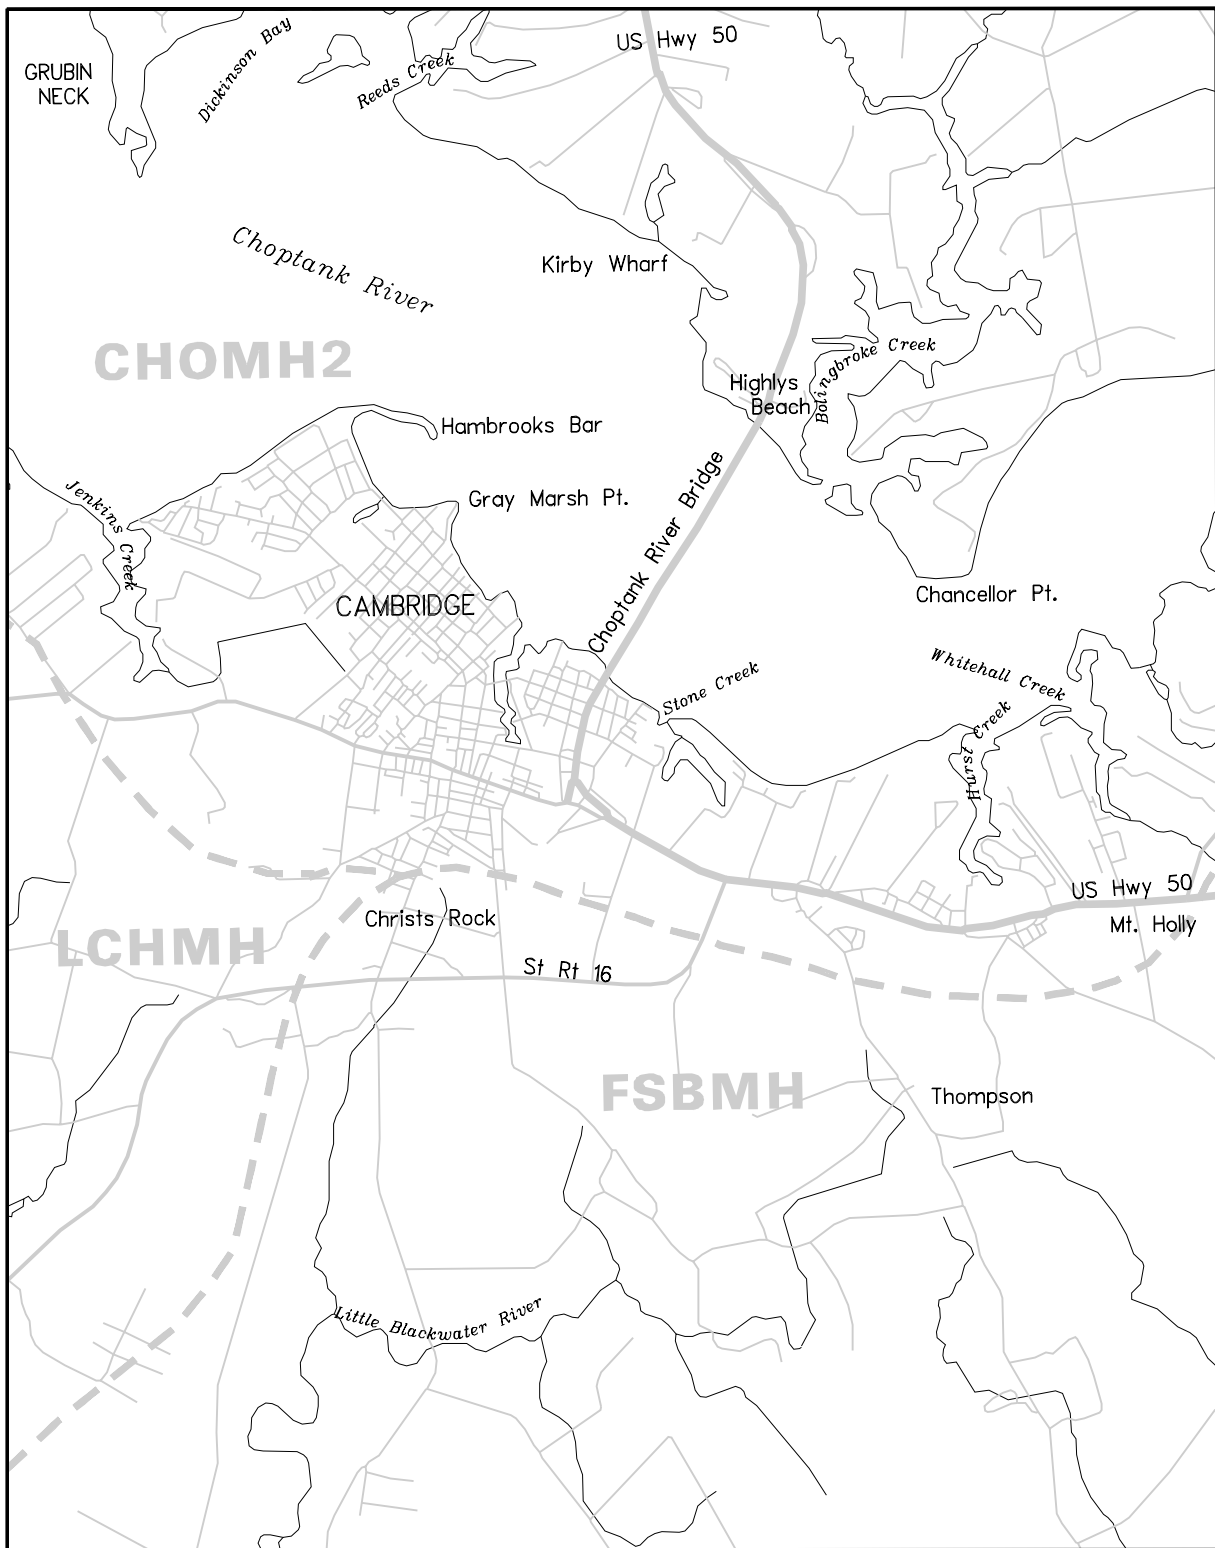 US Hwy 50
GRUBIN
NECK
Dickinson Bay
Reeds Creek
Choptank River
Kirby Wharf
CHOMH2
Bolingbroke Creek
Highlys
Beach
Hambrooks Bar
Jenkins Creek
Gray Marsh Pt.
Choptank River Bridge
CAMBRIDGE
Chancellor Pt.
Whitehall Creek
Stone Creek
Hurst Creek
US Hwy 50
Christs Rock
Mt. Holly
LCHMH
St Rt 16
FSBMH
Thompson
Little Blackwater River